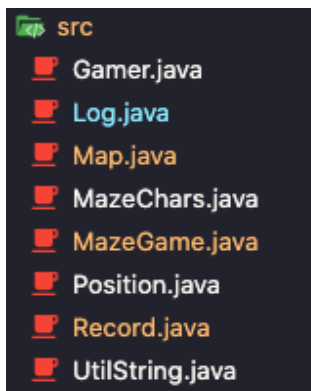 src
Gamer.java
Log.java
Map.java
MazeChars.java
MazeGame.java
Position.java
Record.java
UtilString.java